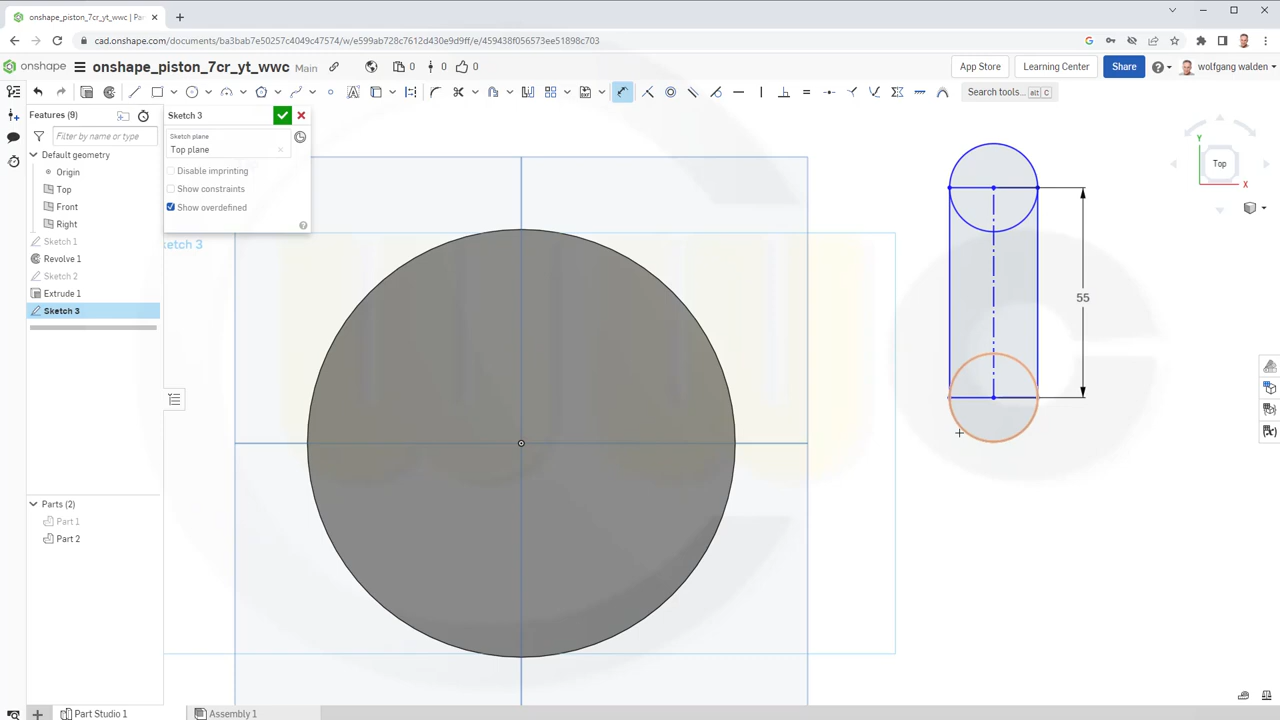 onshape_piston_7cr_yt_wwc | Par
cad.onshape.com/documents/ba3bab7e50257c4049c47574/w/e599ab728c7612d430e9d9ff/e/459438f056573ee51898c703
onshape
onshape_piston_7cr_yt_wwc Main 0 0 0
App Store
Learning Center
Share
wolfgang walden
Search tools... alt C
Features (9)
Filter by name or type
Default geometry
Origin
Top
Front
Right
Sketch 1
Revolve 1
Sketch 2
Extrude 1
Sketch 3
Sketch 3
Sketch plane
Top plane
Disable imprinting
Show constraints
Show overdefined
ketch 3
55
Y
Top
X
Parts (2)
Part 1
Part 2
Part Studio 1
Assembly 1